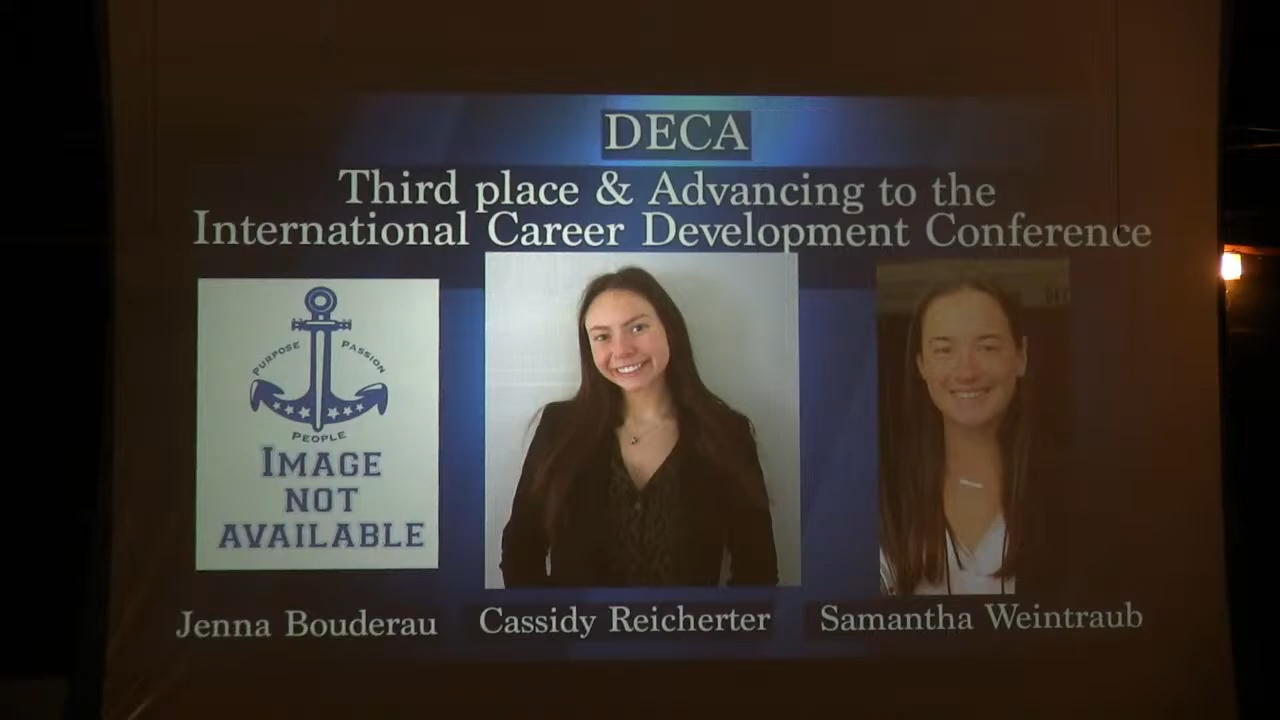 DECA
Third place & Advancing to the
International Career Development Conference
PURPOSE PASSION
PEOPLE
IMAGE
NOT
AVAILABLE
Jenna Bouderau
Cassidy Reicherter
Samantha Weintraub